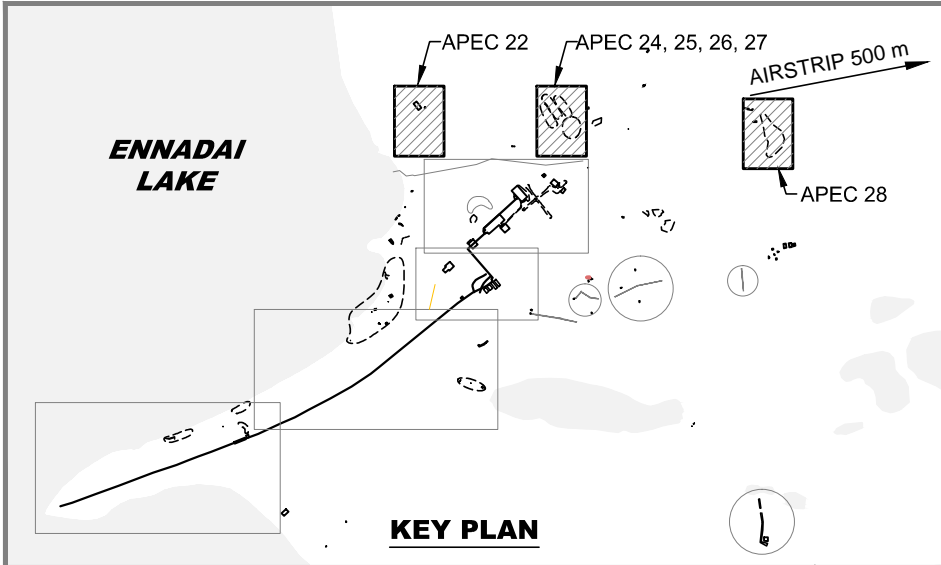 APEC 22
APEC 24, 25, 26, 27
AIRSTRIP 500 m
ENNADAI
LAKE
APEC 28
KEY PLAN